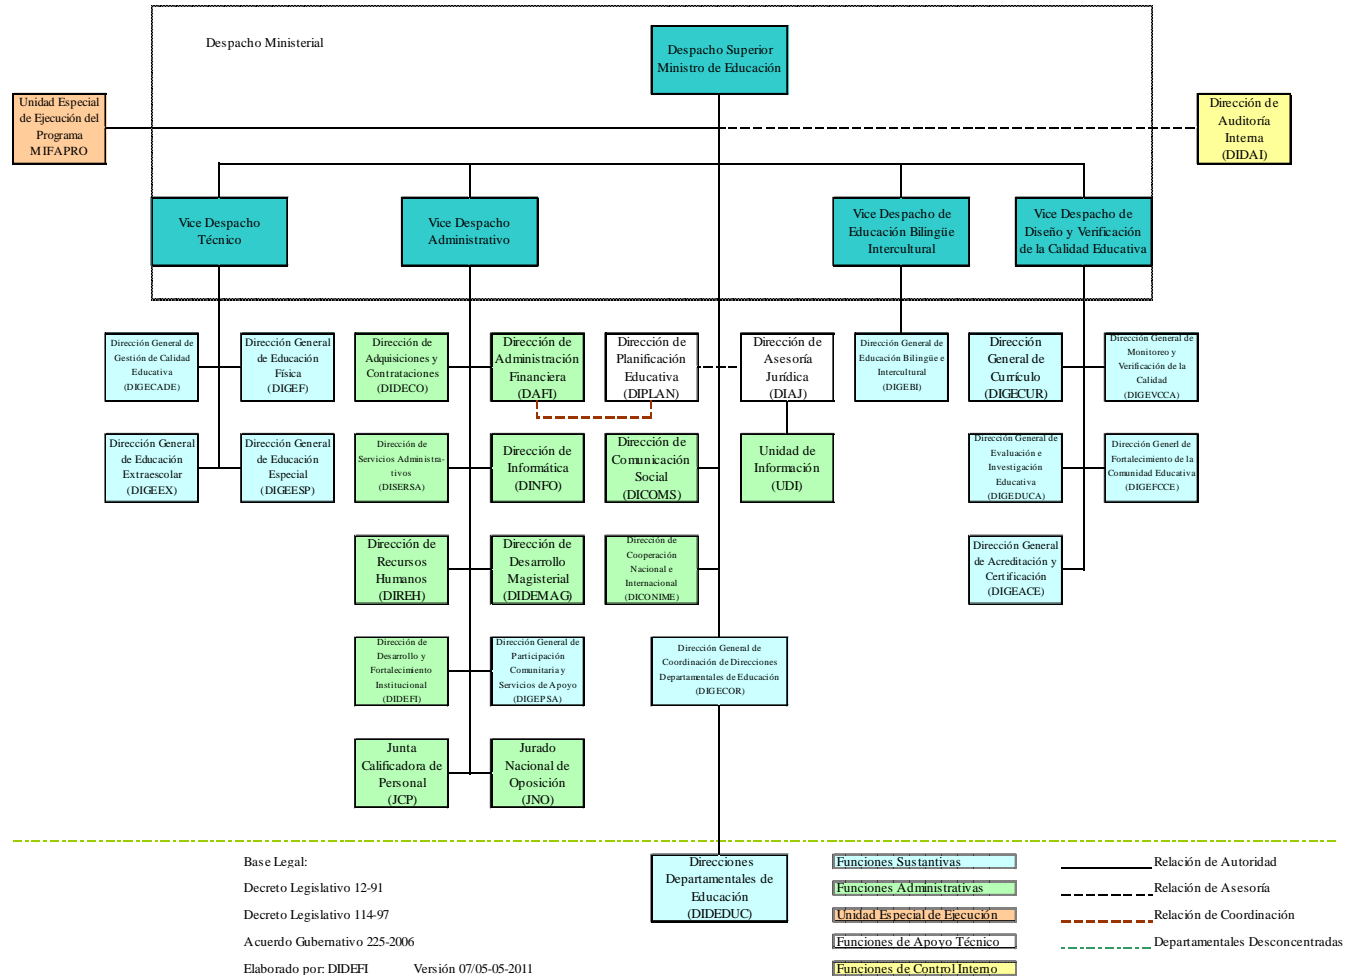 Despacho Ministerial
Despacho Superior
Ministro de Educación
Unidad Especial
de Ejecución del
Programa
MIFAPRO
Dirección de
Auditoría
Interna
(DIDAI)
Vice Despacho
Técnico
Vice Despacho
Administrativo
Vice Despacho de
Educación Bilingüe
Intercultural
Vice Despacho de
Diseño y Verificación
de la Calidad Educativa
Dirección General de
Gestión de Calidad
Educativa
(DIGECADE)
Dirección General
de Educación
Física
(DIGEF)
Dirección de
Adquisiciones y
Contrataciones
(DIDECO)
Dirección de
Administración
Financiera
(DAFI)
Dirección de
Planificación
Educativa
(DIPLAN)
Dirección de
Asesoría
Jurídica
(DIAJ)
Dirección General de
Educación Bilingüe e
Intercultural
(DIGEBI)
Dirección
General de
Currículo
(DIGECUR)
Dirección General de
Monitoreo y
Verificación de la
Calidad
(DIGEVCCA)
Dirección General
de Educación
Extraescolar
(DIGEEX)
Dirección General
de Educación
Especial
(DIGEESP)
Dirección de
Servicios Administra-
tivos
(DISERSA)
Dirección de
Informática
(DINFO)
Dirección de
Comunicación
Social
(DICOMS)
Unidad de
Información
(UDI)
Dirección General de
Evaluación e
Investigación
Educativa
(DIGEDUCA)
Dirección Generl de
Fortalecimiento de la
Comunidad Educativa
(DIGEFCCE)
Dirección de
Recursos
Humanos
(DIREH)
Dirección de
Desarrollo
Magisterial
(DIDEMAG)
Dirección de
Cooperación
Nacional e
Internacional
(DICONIME)
Dirección General
de Acreditación y
Certificación
(DIGEACE)
Dirección de
Desarrollo y
Fortalecimiento
Institucional
(DIDEFI)
Dirección General de
Participación
Comunitaria y
Servicios de Apoyo
(DIGEPSA)
Dirección General de
Coordinación de Direcciones
Departamentales de Educación
(DIGECOR)
Junta
Calificadora de
Personal
(JCP)
Jurado
Nacional de
Oposición
(JNO)
Direcciones
Departamentales de
Educación
(DIDEDUC)
Base Legal:
Decreto Legislativo 12-91
Decreto Legislativo 114-97
Acuerdo Gubernativo 225-2006
Elaborado por: DIDEFI Versión 07/05-05-2011
Funciones Sustantivas
Funciones Administrativas
Unidad Especial de Ejecución
Funciones de Apoyo Técnico
Funciones de Control Interno
Relación de Autoridad
Relación de Asesoría
Relación de Coordinación
Departamentales Desconcentradas